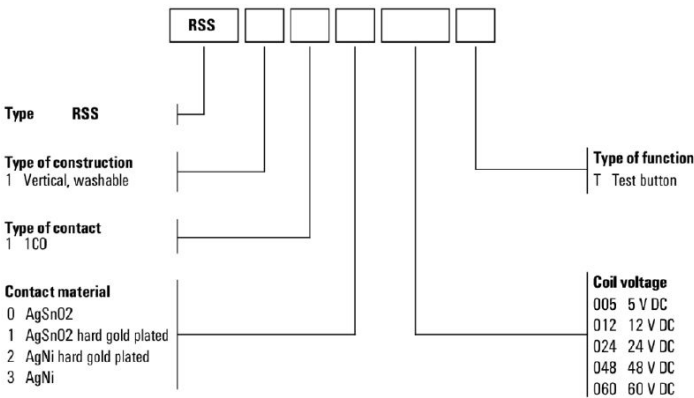 RSS
Type RSS
Type of construction
1 Vertical, washable
Type of contact
1 1CO
Contact material
0 AgSnO2
1 AgSnO2 hard gold plated
2 AgNi hard gold plated
3 AgNi
Type of function
T Test button
Coil voltage
005 5 V DC
012 12 V DC
024 24 V DC
048 48 V DC
060 60 V DC